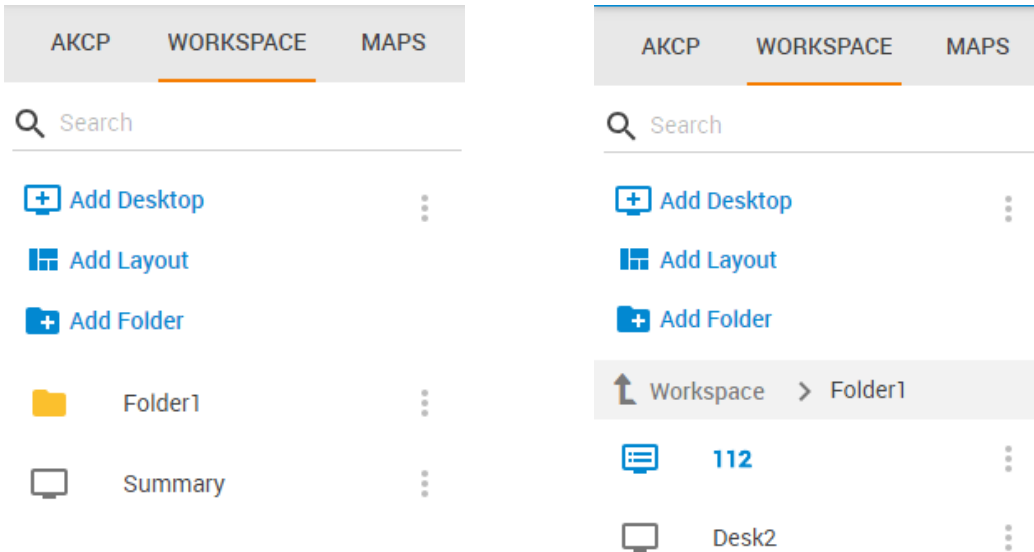 AKCP WORKSPACE MAPS
Search
Add Desktop
Add Layout
Add Folder
Folder1
Summary
AKCP WORKSPACE MAPS
Search
Add Desktop
Add Layout
Add Folder
Workspace > Folder1
112
Desk2